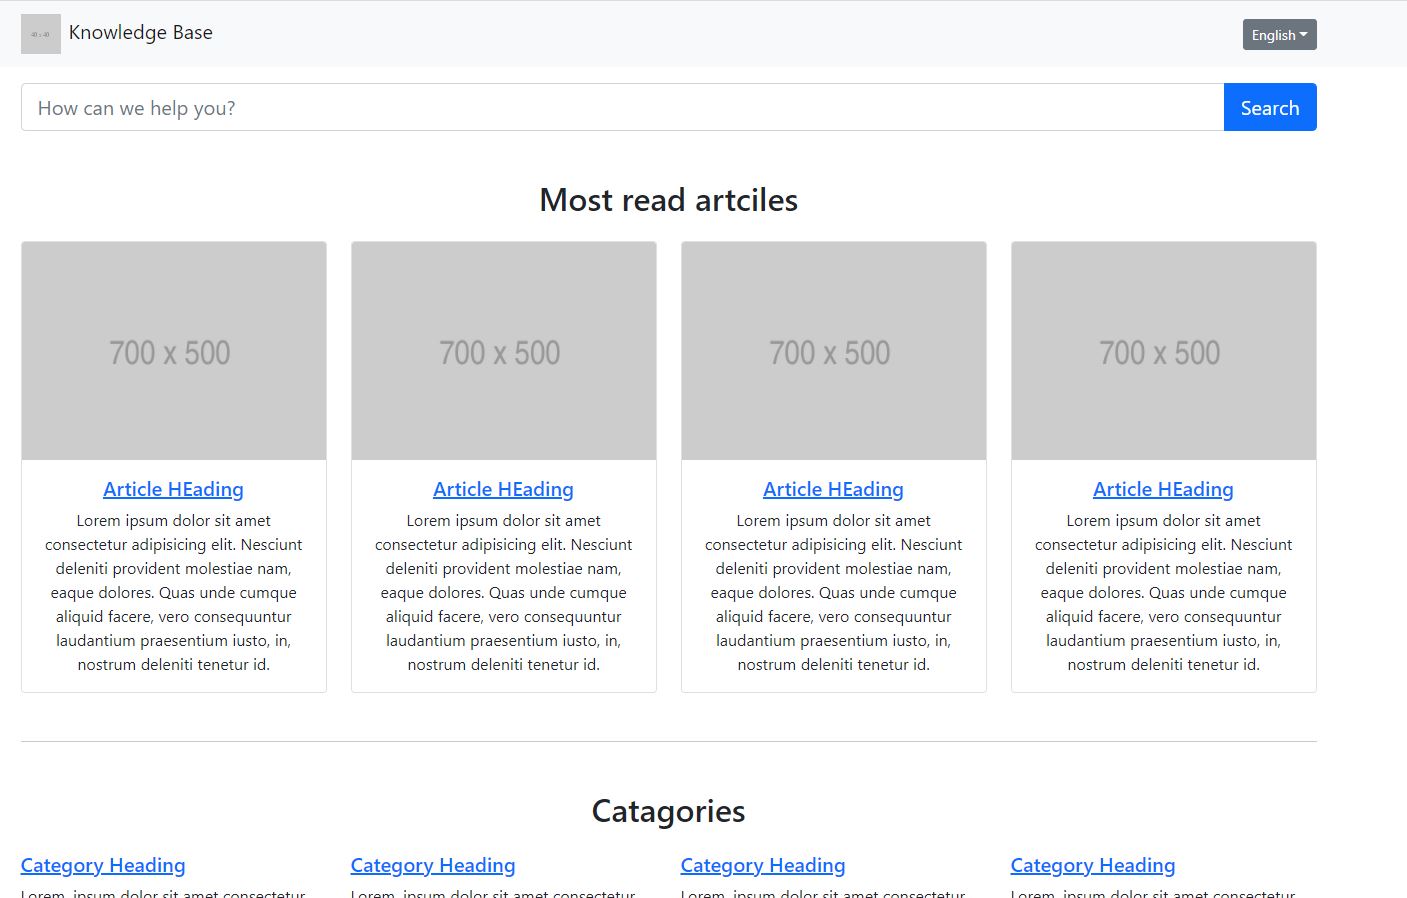 40 x 40 Knowledge Base English
How can we help you? Search
Most read artciles
700 x 500 700 x 500 700 x 500 700 x 500
Article HEading
Lorem ipsum dolor sit amet
consectetur adipisicing elit. Nesciunt
deleniti provident molestiae nam,
eaque dolores. Quas unde cumque
aliquid facere, vero consequuntur
laudantium praesentium iusto, in,
nostrum deleniti tenetur id.
Article HEading
Lorem ipsum dolor sit amet
consectetur adipisicing elit. Nesciunt
deleniti provident molestiae nam,
eaque dolores. Quas unde cumque
aliquid facere, vero consequuntur
laudantium praesentium iusto, in,
nostrum deleniti tenetur id.
Article HEading
Lorem ipsum dolor sit amet
consectetur adipisicing elit. Nesciunt
deleniti provident molestiae nam,
eaque dolores. Quas unde cumque
aliquid facere, vero consequuntur
laudantium praesentium iusto, in,
nostrum deleniti tenetur id.
Article HEading
Lorem ipsum dolor sit amet
consectetur adipisicing elit. Nesciunt
deleniti provident molestiae nam,
eaque dolores. Quas unde cumque
aliquid facere, vero consequuntur
laudantium praesentium iusto, in,
nostrum deleniti tenetur id.
Catagories
Category Heading
Lorem, ipsum dolor sit amet consectetur
Category Heading
Lorem, ipsum dolor sit amet consectetur
Category Heading
Lorem, ipsum dolor sit amet consectetur
Category Heading
Lorem, ipsum dolor sit amet consectetur